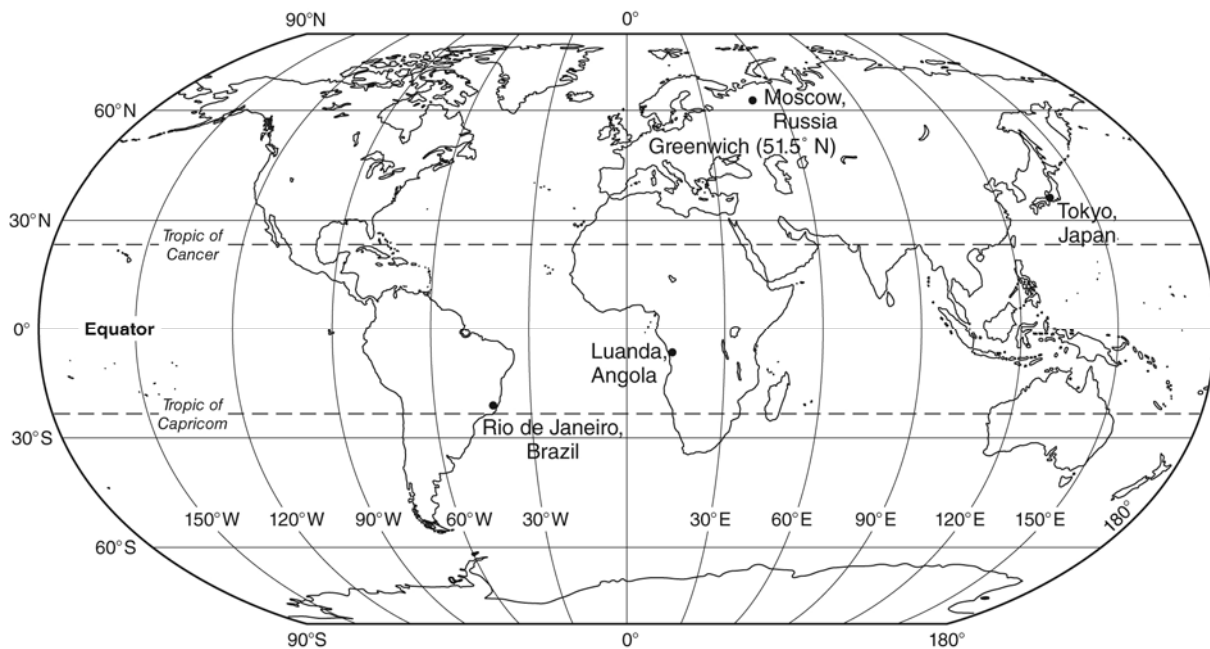 90°N
0°
60°N
Moscow,
Russia
Greenwich (51.5° N)
30°N
Tokyo,
Japan
Tropic of
Cancer
0°
Equator
Luanda,
Angola
Tropic of
Capricom
Rio de Janeiro,
Brazil
30°S
150°W
120°W
90°W
60°W
30°W
30°E
60°E
90°E
120°E
150°E
180°
60°S
90°S
0°
180°